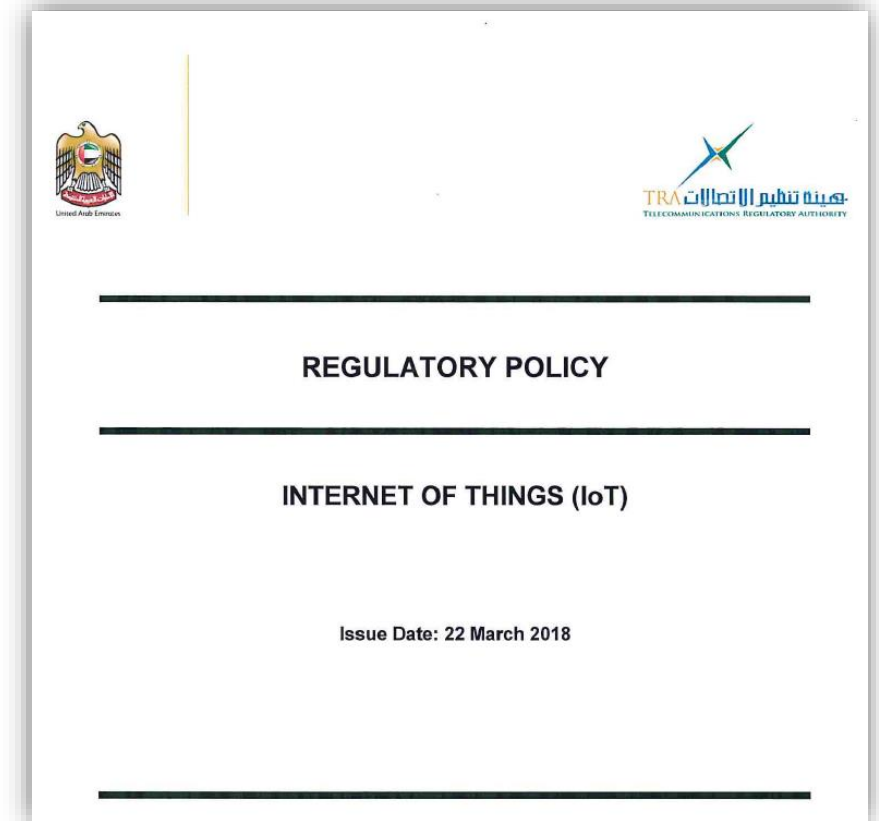 United Arab Emirates
TRA هيئة تنظيم الاتصالات
TELECOMMUNICATIONS REGULATORY AUTHORITY
REGULATORY POLICY
INTERNET OF THINGS (IoT)
Issue Date: 22 March 2018